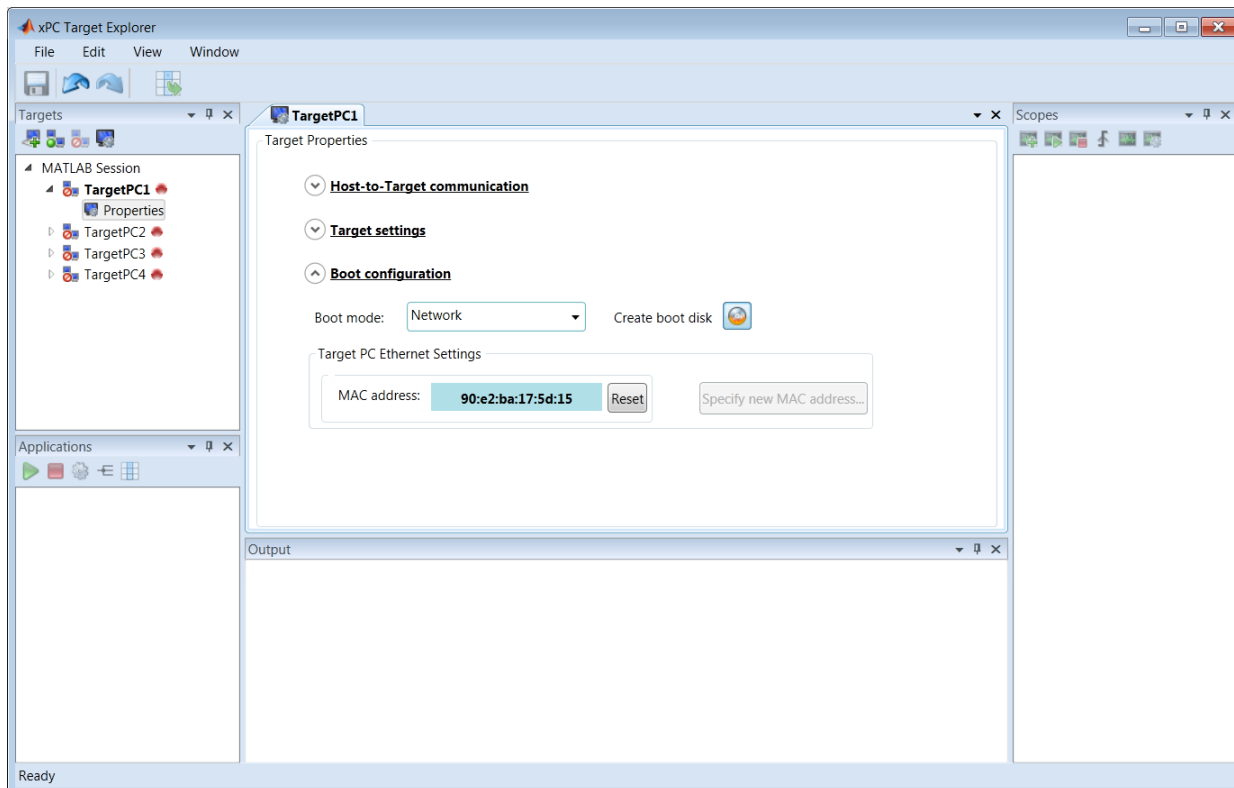 xPC Target Explorer
File Edit View Window
Targets
MATLAB Session
TargetPC1
Properties
TargetPC2
TargetPC3
TargetPC4
Applications
TargetPC1
Target Properties
Host-to-Target communication
Target settings
Boot configuration
Boot mode: Network Create boot disk
Target PC Ethernet Settings
MAC address: 90:e2:ba:17:5d:15 Reset Specify new MAC address...
Output
Scopes
Ready